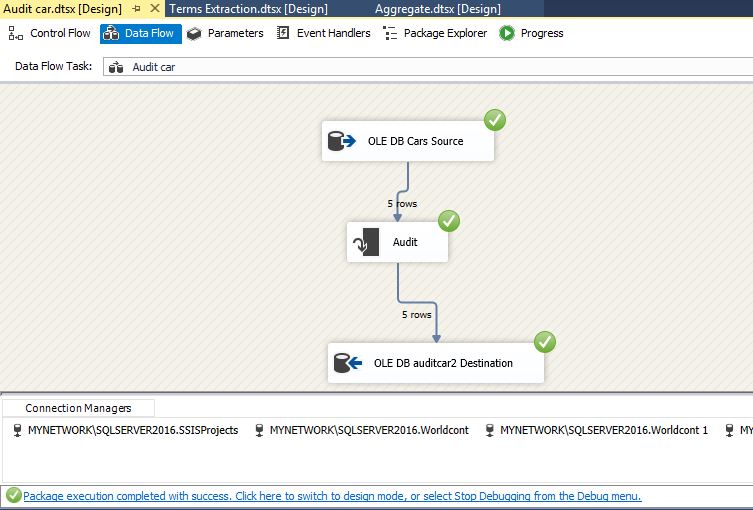 Audit car.dtsx [Design] Terms Extraction.dtsx [Design] Aggregate.dtsx [Design]
Control Flow Data Flow Parameters Event Handlers Package Explorer Progress
Data Flow Task: Audit car
OLE DB Cars Source
5 rows
Audit
5 rows
OLE DB auditcar2 Destination
Connection Managers
MYNETWORK\SQLSERVER2016.SSISProjects MYNETWORK\SQLSERVER2016.Worldcont MYNETWORK\SQLSERVER2016.Worldcont 1 MY
Package execution completed with success. Click here to switch to design mode, or select Stop Debugging from the Debug menu.